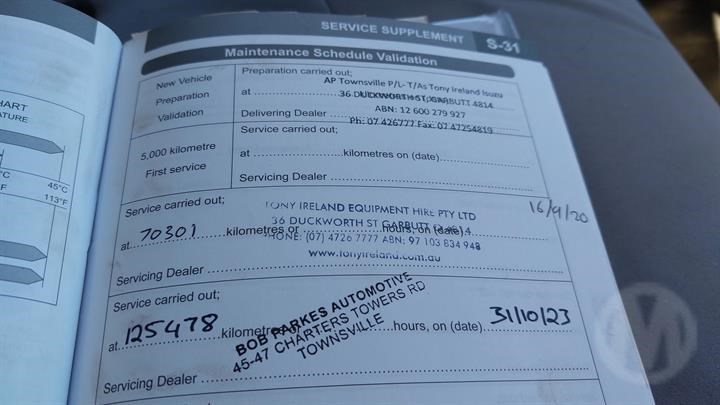 SERVICE SUPPLEMENT S-31
Maintenance Schedule Validation
New Vehicle
Preparation
Validation
Preparation carried out;
AP Townsville P/L- T/As Tony Ireland Isuzu
at 36 DUCKWORTH ST, GARBUTT 4814
ABN: 12 600 279 927
Delivering Dealer
Ph: 07 426777 Fax: 07 47254819
5,000 kilometre
First service
Service carried out;
at ........ kilometres on (date)
Servicing Dealer
16/9/20
Service carried out;
TONY IRELAND EQUIPMENT HIRE PTY LTD
36 DUCKWORTH ST GARBUTT
at 70301 kilometres or hours, on (date)
PHONE: (07) 4726 7777 ABN: 97 103 834 948
www.tonyireland.com.au
Servicing Dealer
Service carried out;
BOB PARKES AUTOMOTIVE
45-47 CHARTERS TOWERS RD
TOWNSVILLE
at 125478 kilometres or hours, on (date) 31/10/23
Servicing Dealer
HART
ATURE
45°C
F 113°F
M